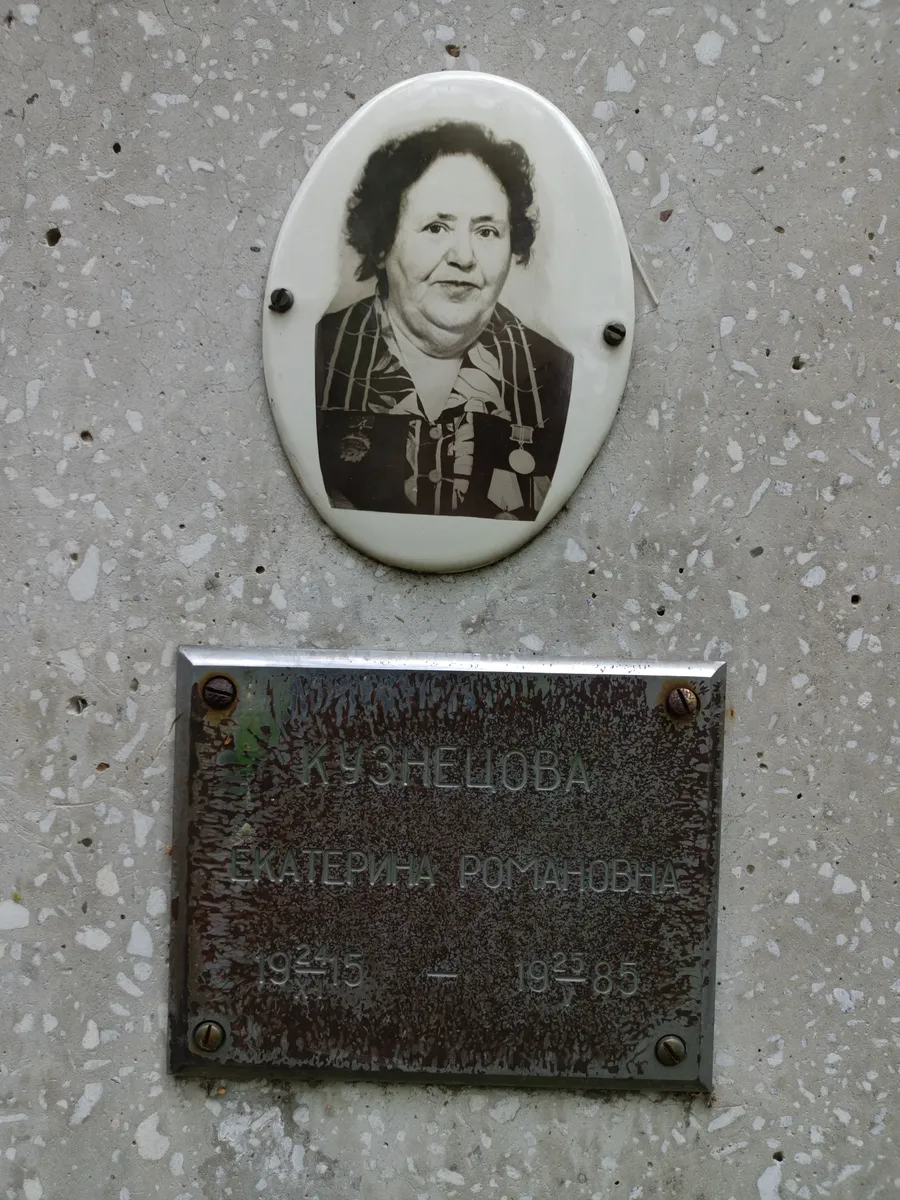 КУЗНЕЦОВА
ЕКАТЕРИНА РОМАНОВНА
19 24/XI 15 — 19 25/V 85